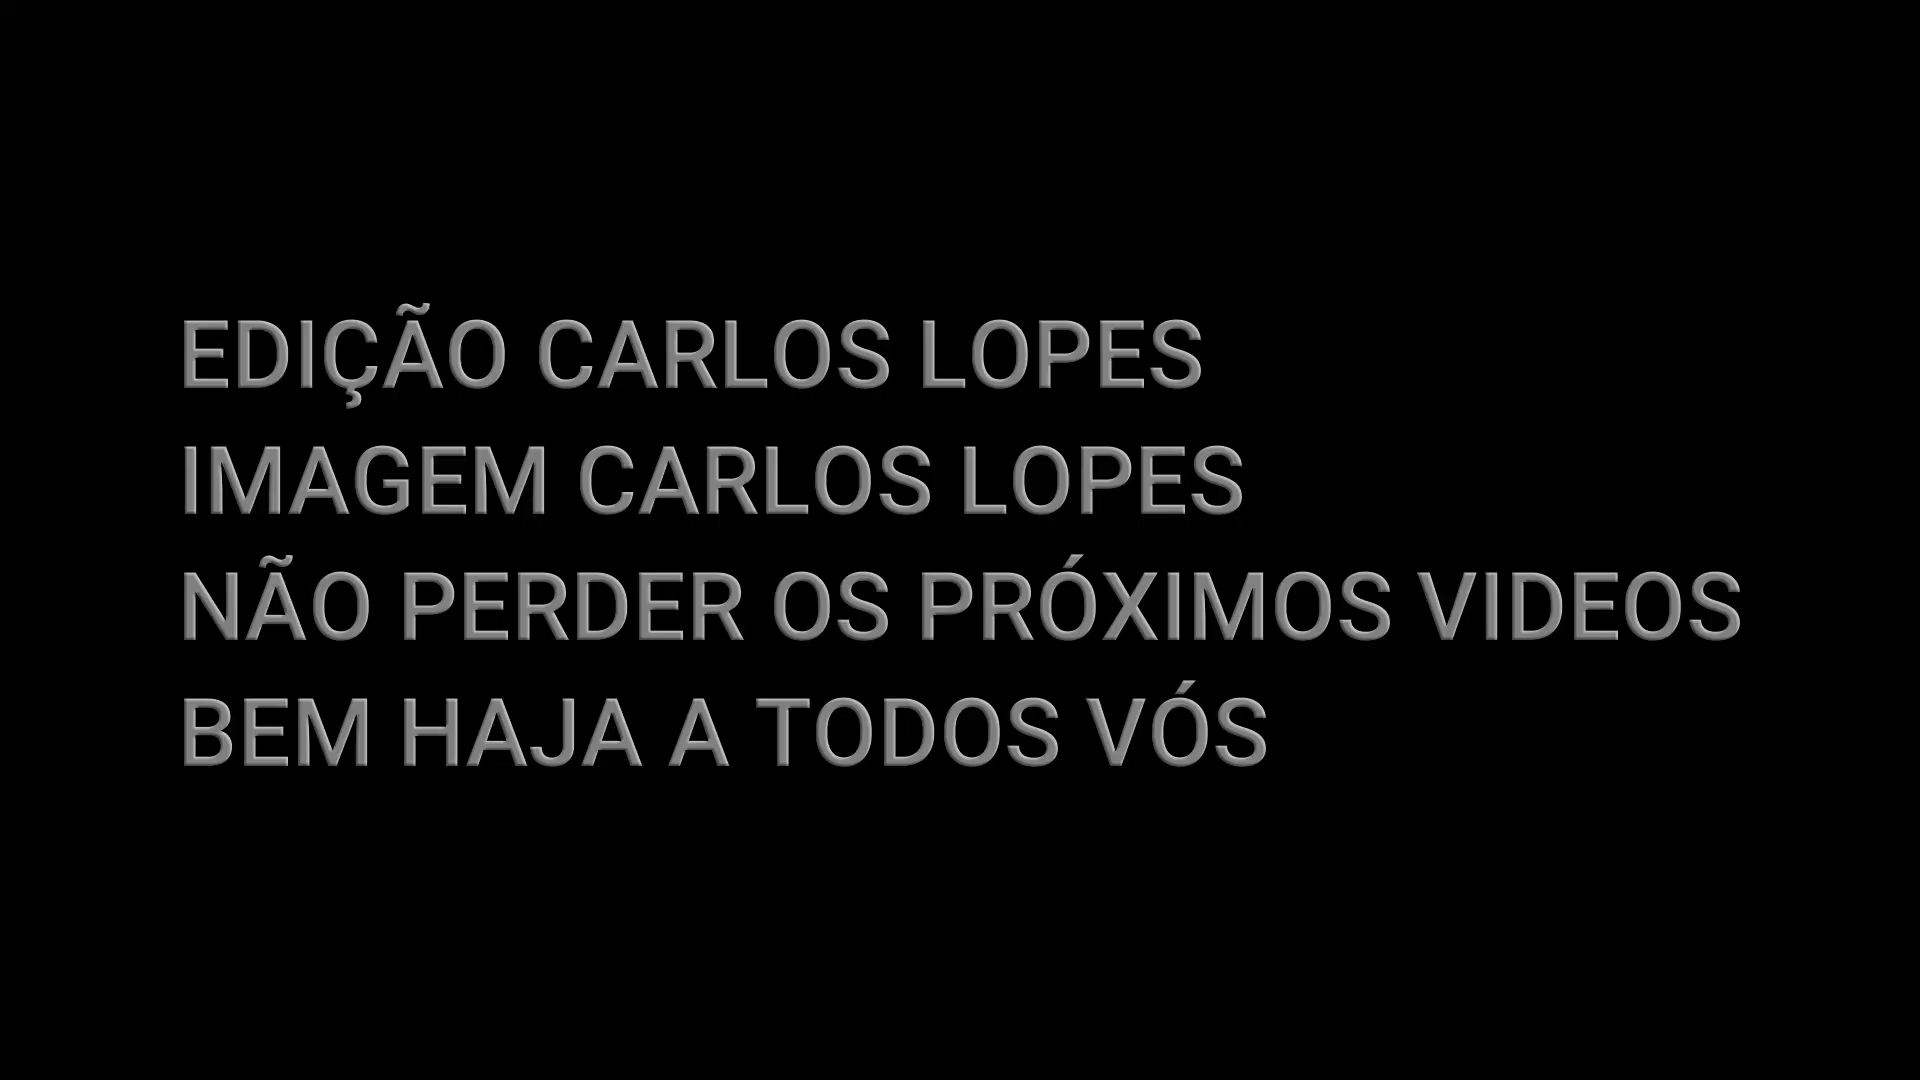 EDIÇÃO CARLOS LOPES
IMAGEM CARLOS LOPES
NÃO PERDER OS PRÓXIMOS VIDEOS
BEM HAJA A TODOS VÓS